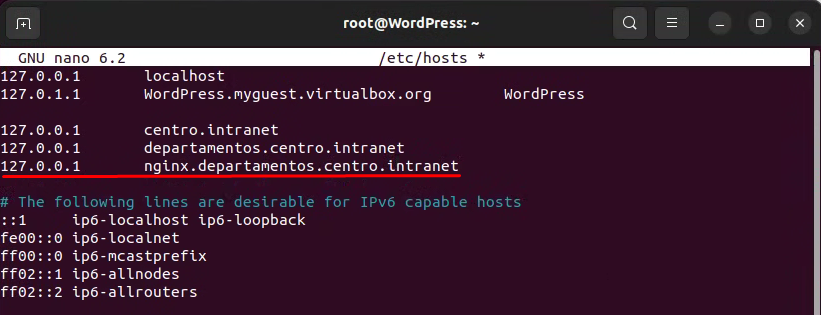 root@WordPress: ~
GNU nano 6.2 /etc/hosts *
127.0.0.1 localhost
127.0.1.1 WordPress.myguest.virtualbox.org WordPress
127.0.0.1 centro.intranet
127.0.0.1 departamentos.centro.intranet
127.0.0.1 nginx.departamentos.centro.intranet
# The following lines are desirable for IPv6 capable hosts
::1 ip6-localhost ip6-loopback
fe00::0 ip6-localnet
ff00::0 ip6-mcastprefix
ff02::1 ip6-allnodes
ff02::2 ip6-allrouters